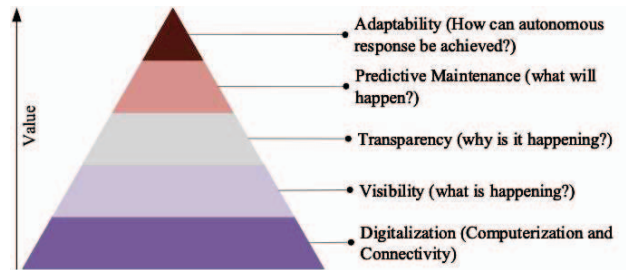 Value
Adaptability (How can autonomous
response be achieved?)
Predictive Maintenance (what will
happen?)
Transparency (why is it happening?)
Visibility (what is happening?)
Digitalization (Computerization and
Connectivity)